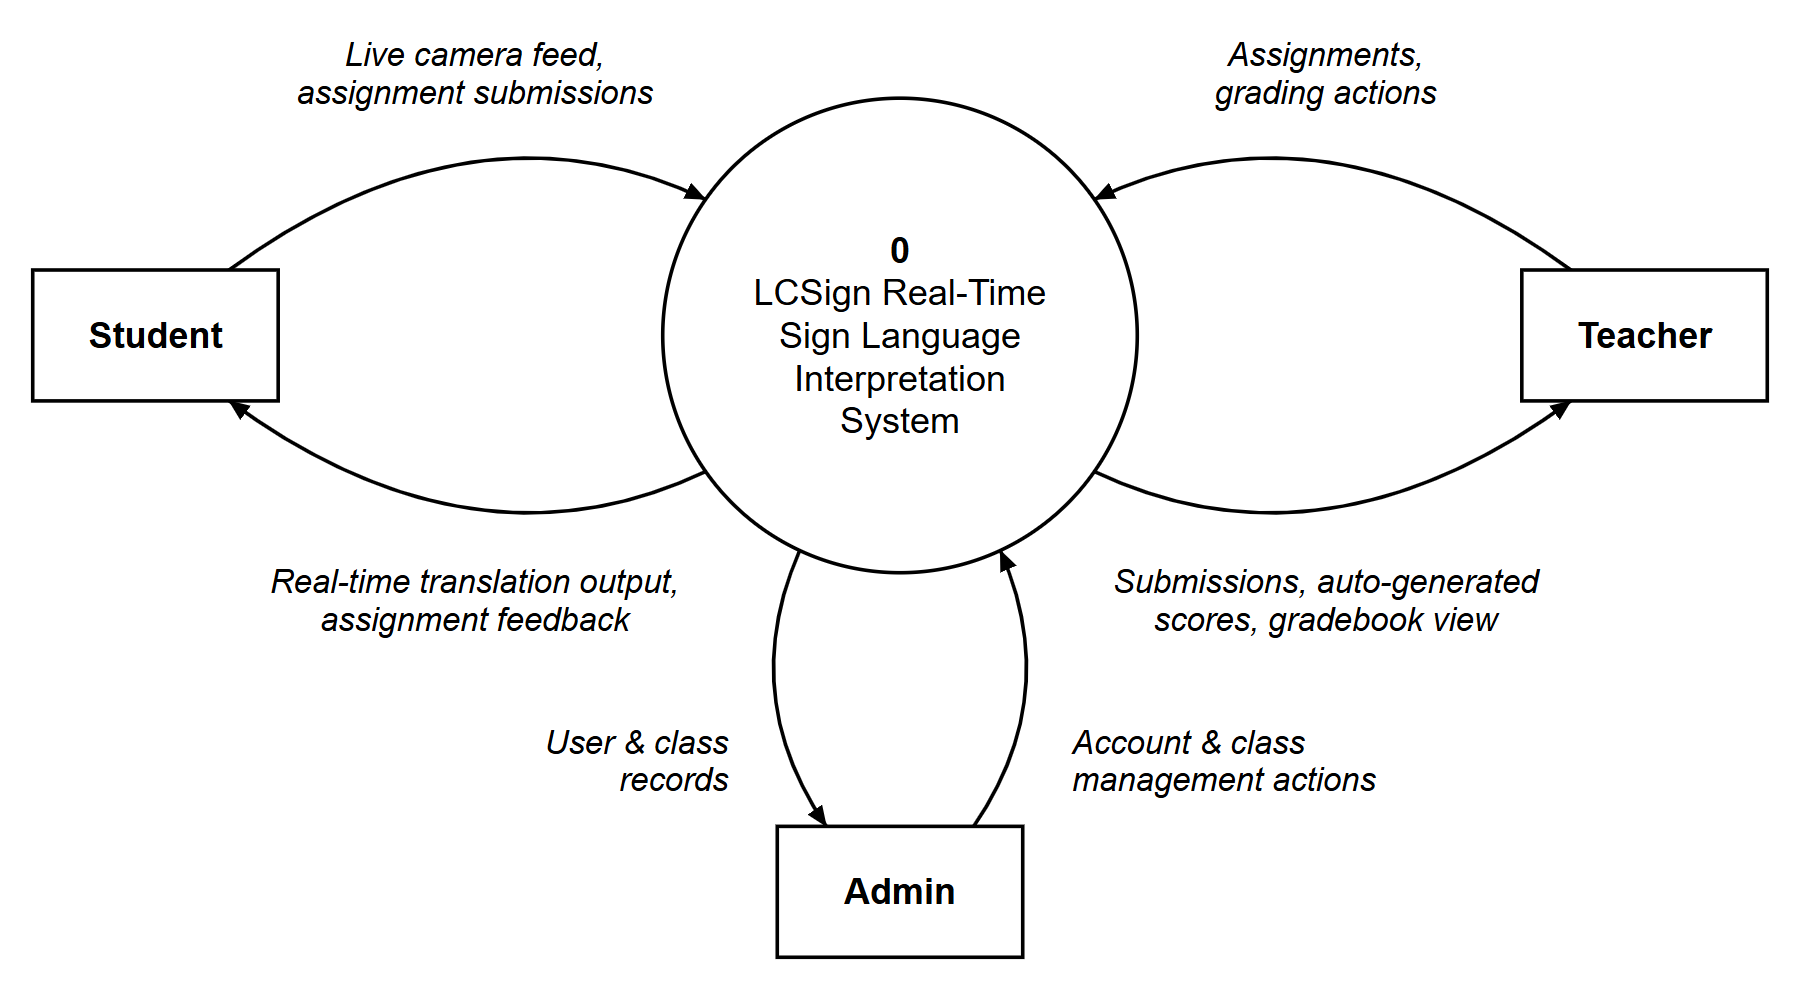 Live camera feed,
assignment submissions
Assignments,
grading actions
0
LCSign Real-Time
Sign Language
Interpretation
System
Student
Teacher
Real-time translation output,
assignment feedback
Submissions, auto-generated
scores, gradebook view
User & class
records
Account & class
management actions
Admin